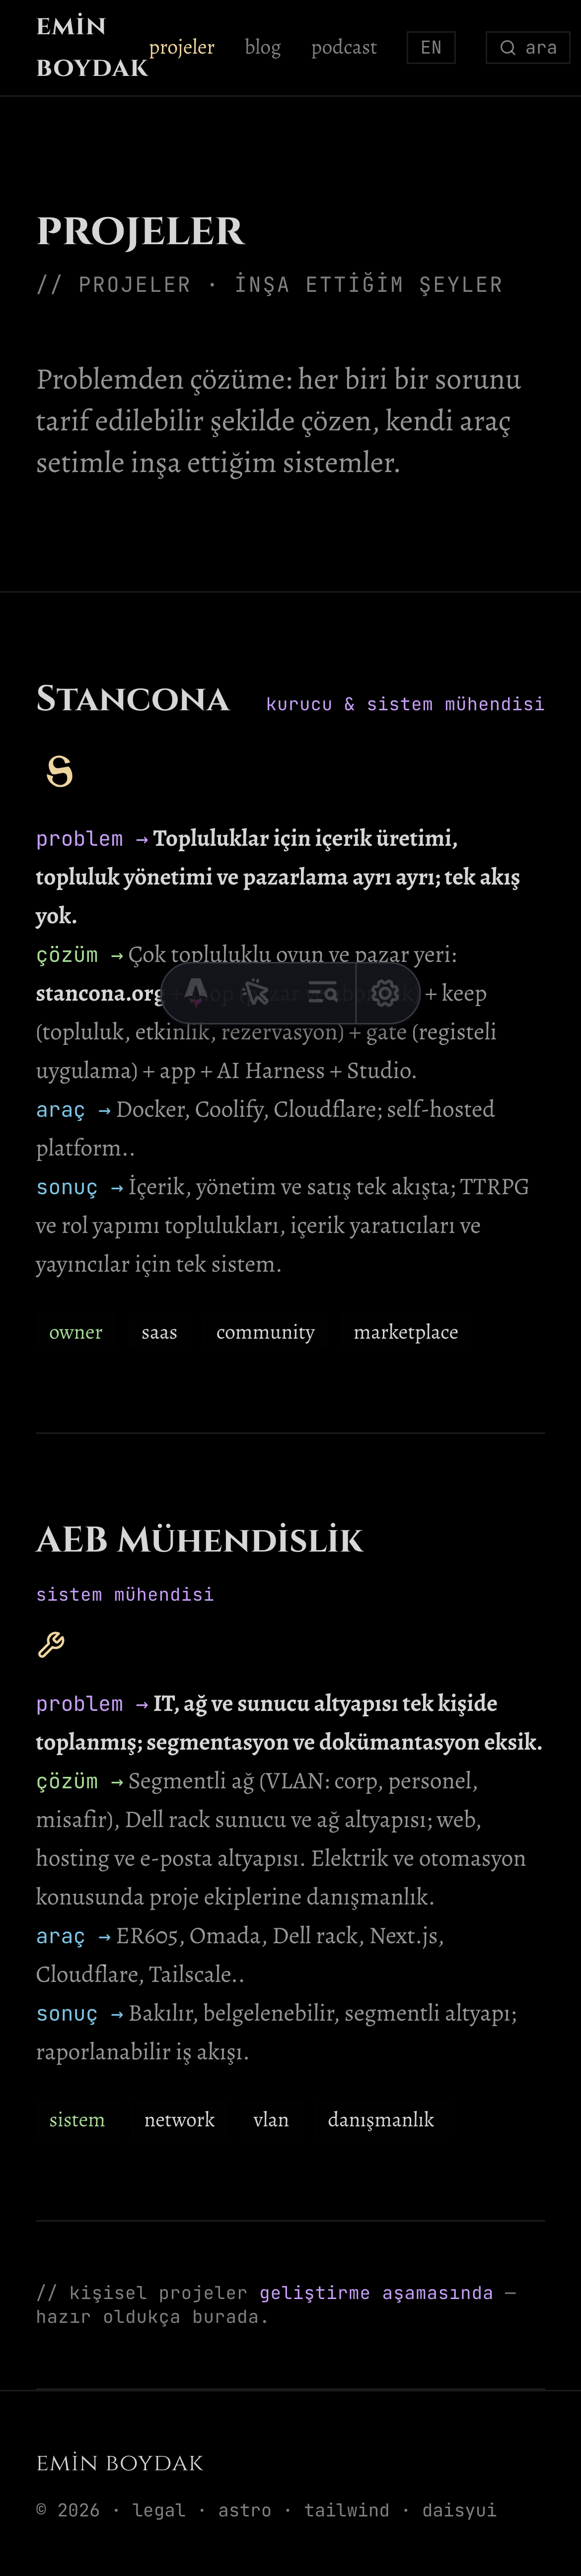 EMİN
BOYDAK
projeler blog podcast EN ara
PROJELER
// PROJELER · İNŞA ETTİĞİM ŞEYLER
Problemden çözüme: her biri bir sorunu
tarif edilebilir şekilde çözen, kendi araç
setimle inşa ettiğim sistemler.
STANCONA kurucu & sistem mühendisi
S
problem → Topluluklar için içerik üretimi,
topluluk yönetimi ve pazarlama ayrı ayrı; tek akış
yok.
çözüm → Çok topluluklu oyun ve pazar yeri:
stancona.org + keep
(topluluk, etkinlik, rezervasyon) + gate (registeli
uygulama) + app + AI Harness + Studio.
araç → Docker, Coolify, Cloudflare; self-hosted
platform..
sonuç → İçerik, yönetim ve satış tek akışta; TTRPG
ve rol yapımı toplulukları, içerik yaratıcıları ve
yayıncılar için tek sistem.
owner saas community marketplace
AEB MÜHENDİSLİK
sistem mühendisi
problem → IT, ağ ve sunucu altyapısı tek kişide
toplanmış; segmentasyon ve dokümantasyon eksik.
çözüm → Segmentli ağ (VLAN: corp, personel,
misafir), Dell rack sunucu ve ağ altyapısı; web,
hosting ve e-posta altyapısı. Elektrik ve otomasyon
konusunda proje ekiplerine danışmanlık.
araç → ER605, Omada, Dell rack, Next.js,
Cloudflare, Tailscale..
sonuç → Bakılır, belgelenebilir, segmentli altyapı;
raporlanabilir iş akışı.
sistem network vlan danışmanlık
// kişisel projeler geliştirme aşamasında —
hazır oldukça burada.
EMİN BOYDAK
© 2026 · legal · astro · tailwind · daisyui